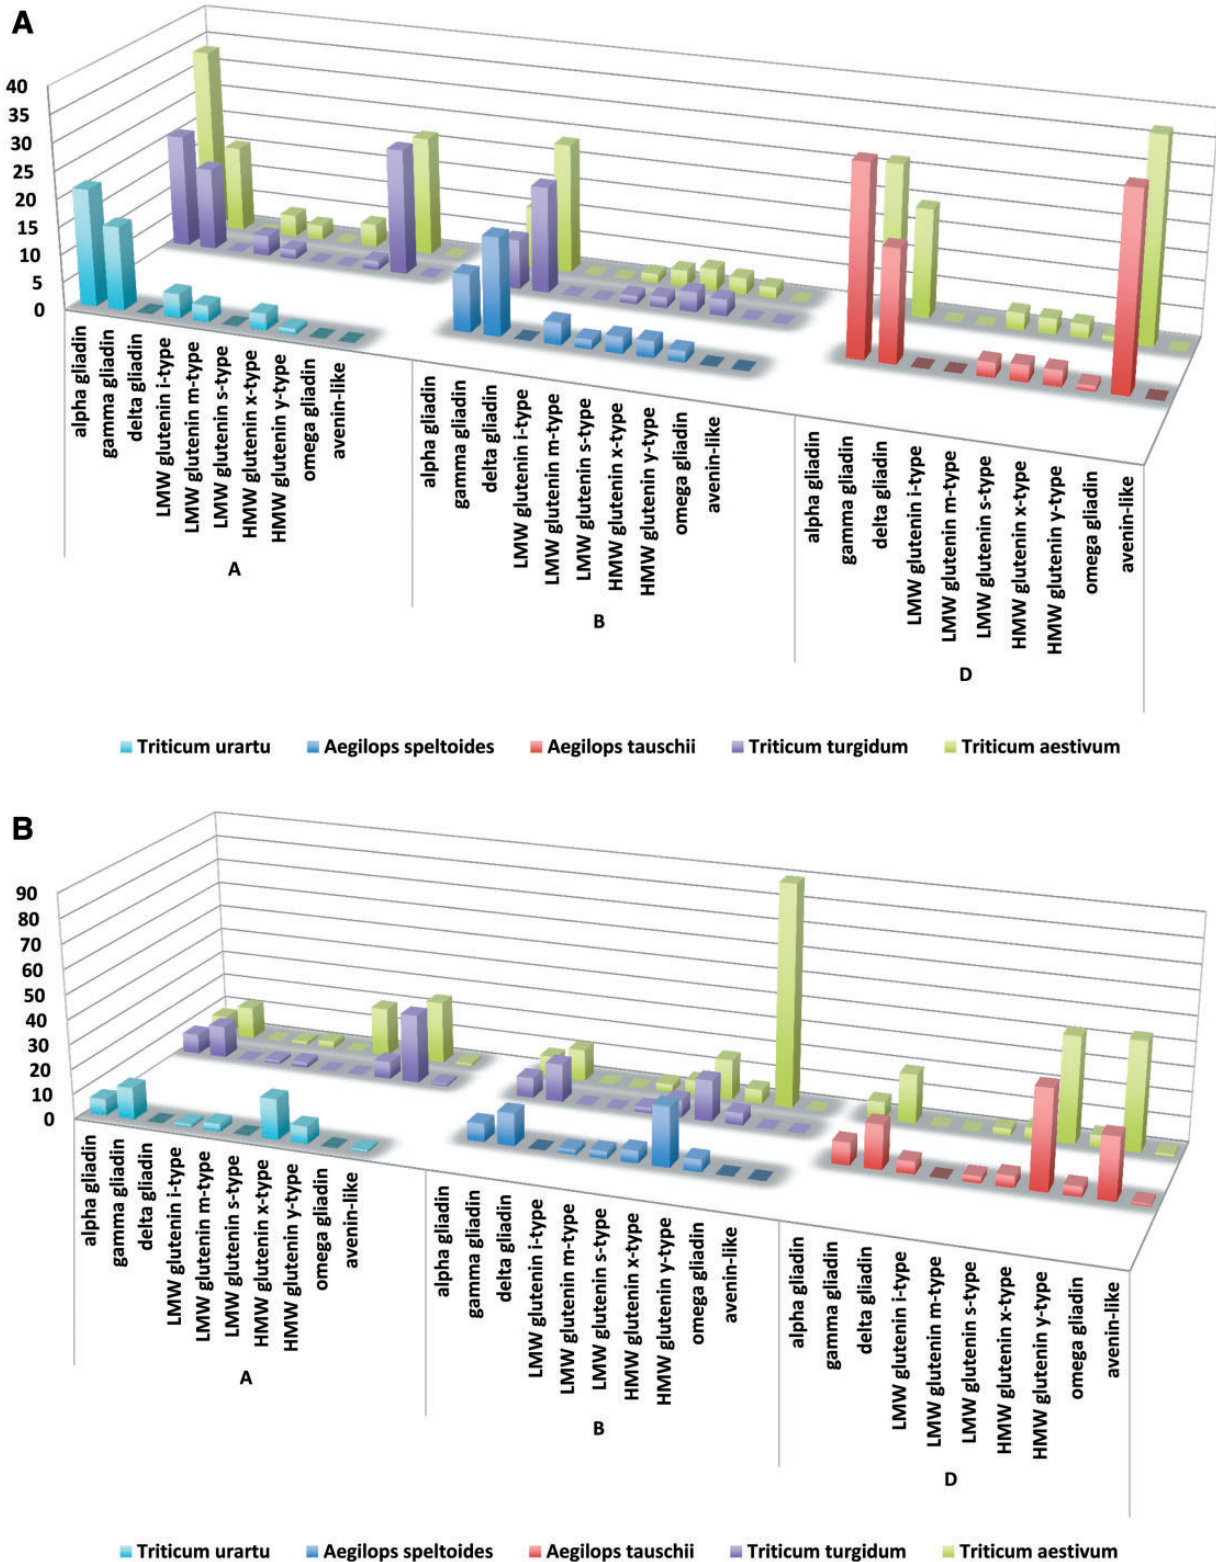 A
40
35
30
25
20
15
10
5
0
alpha gliadin
gamma gliadin
delta gliadin
LMW glutenin i-type
LMW glutenin m-type
LMW glutenin s-type
HMW glutenin x-type
HMW glutenin y-type
omega gliadin
avenin-like
A
alpha gliadin
gamma gliadin
delta gliadin
LMW glutenin i-type
LMW glutenin m-type
LMW glutenin s-type
HMW glutenin x-type
HMW glutenin y-type
omega gliadin
avenin-like
B
alpha gliadin
gamma gliadin
delta gliadin
LMW glutenin i-type
LMW glutenin m-type
LMW glutenin s-type
HMW glutenin x-type
HMW glutenin y-type
omega gliadin
avenin-like
D
Triticum urartu Aegilops speltoides Aegilops tauschii Triticum turgidum Triticum aestivum
B
90
80
70
60
50
40
30
20
10
0
alpha gliadin
gamma gliadin
delta gliadin
LMW glutenin i-type
LMW glutenin m-type
LMW glutenin s-type
HMW glutenin x-type
HMW glutenin y-type
omega gliadin
avenin-like
A
alpha gliadin
gamma gliadin
delta gliadin
LMW glutenin i-type
LMW glutenin m-type
LMW glutenin s-type
HMW glutenin x-type
HMW glutenin y-type
omega gliadin
avenin-like
B
alpha gliadin
gamma gliadin
delta gliadin
LMW glutenin i-type
LMW glutenin m-type
LMW glutenin s-type
HMW glutenin x-type
HMW glutenin y-type
omega gliadin
avenin-like
D
Triticum urartu Aegilops speltoides Aegilops tauschii Triticum turgidum Triticum aestivum